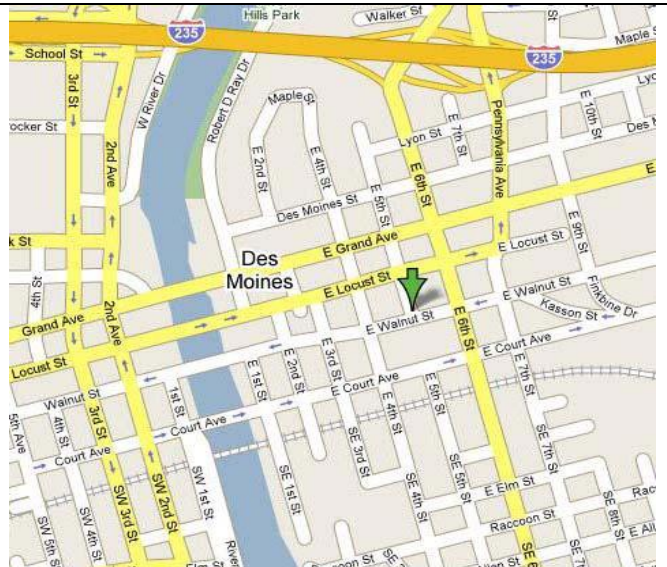 Hills Park
Walker St
235
School St
235
Maple St
3rd St
W River Dr
Robert D Ray Dr
Maple St
Pennsylvania Ave
E 10th St
Lyon St
E 7th St
2nd Ave
E 2nd St
E 4th St
E 5th St
E 6th St
Des Moines St
E 9th St
E Grand Ave
E Locust St
Des
Moines
E Locust St
E Walnut St
Finkbine Dr
4th St
Grand Ave
2nd Ave
E Walnut St
Kasson St
E 6th St
E Court Ave
Locust St
E 1st St
E 2nd St
E 3rd St
E Court Ave
E 7th St
Walnut St
1st St
E 4th St
E 5th St
5th Ave
4th St
3rd St
Court Ave
Court Ave
SE 1st St
SE 3rd St
SE 4th St
SE 5th St
SE 7th St
E Elm St
SE 8th St
SW 5th St
SW 4th St
SW 3rd St
SW 2nd St
SW 1st St
Raccoon St